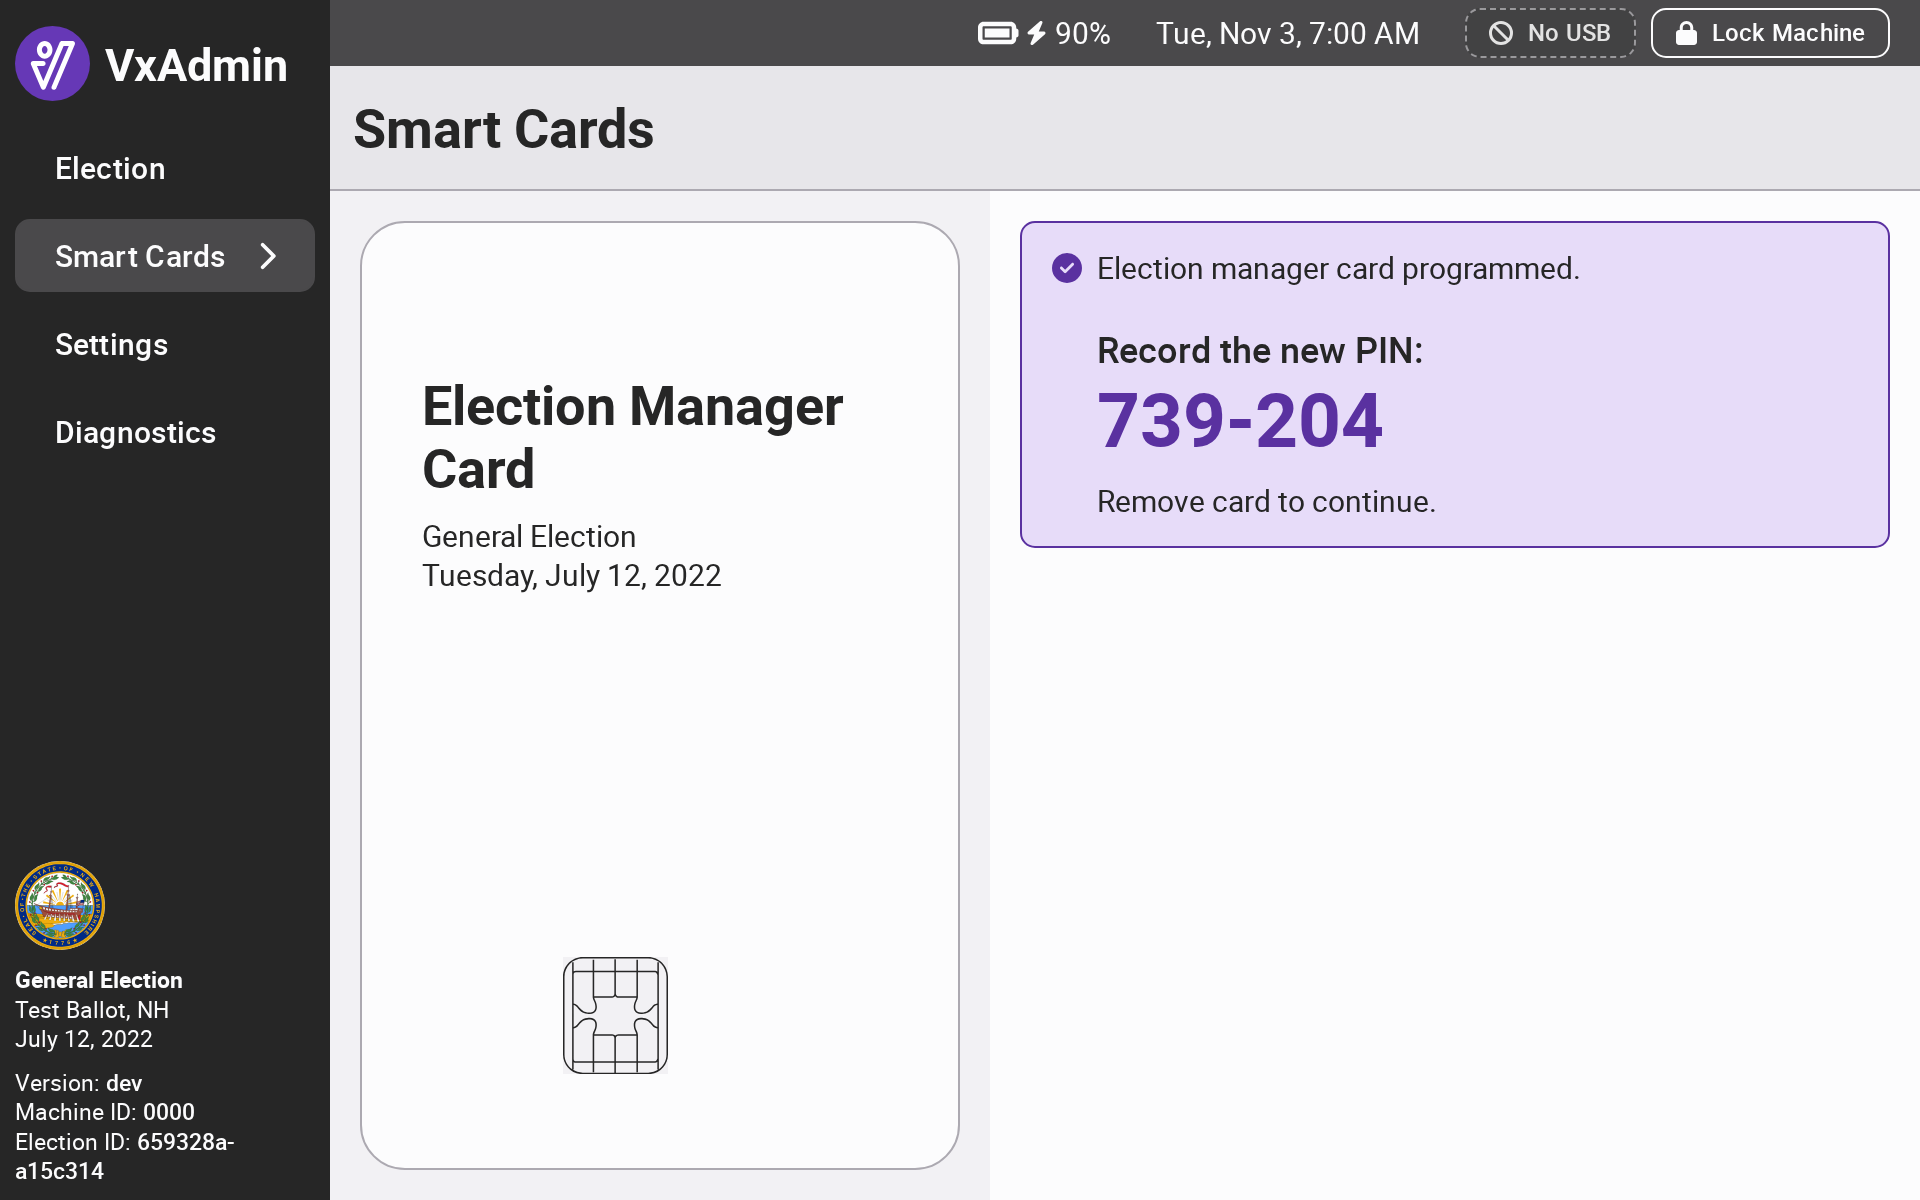 VxAdmin
Election
Smart Cards
Settings
Diagnostics
General Election
Test Ballot, NH
July 12, 2022
Version: dev
Machine ID: 0000
Election ID: 659328a-
a15c314
90%
Tue, Nov 3, 7:00 AM
No USB
Lock Machine
Smart Cards
Election Manager
Card
General Election
Tuesday, July 12, 2022
Election manager card programmed.
Record the new PIN:
739-204
Remove card to continue.